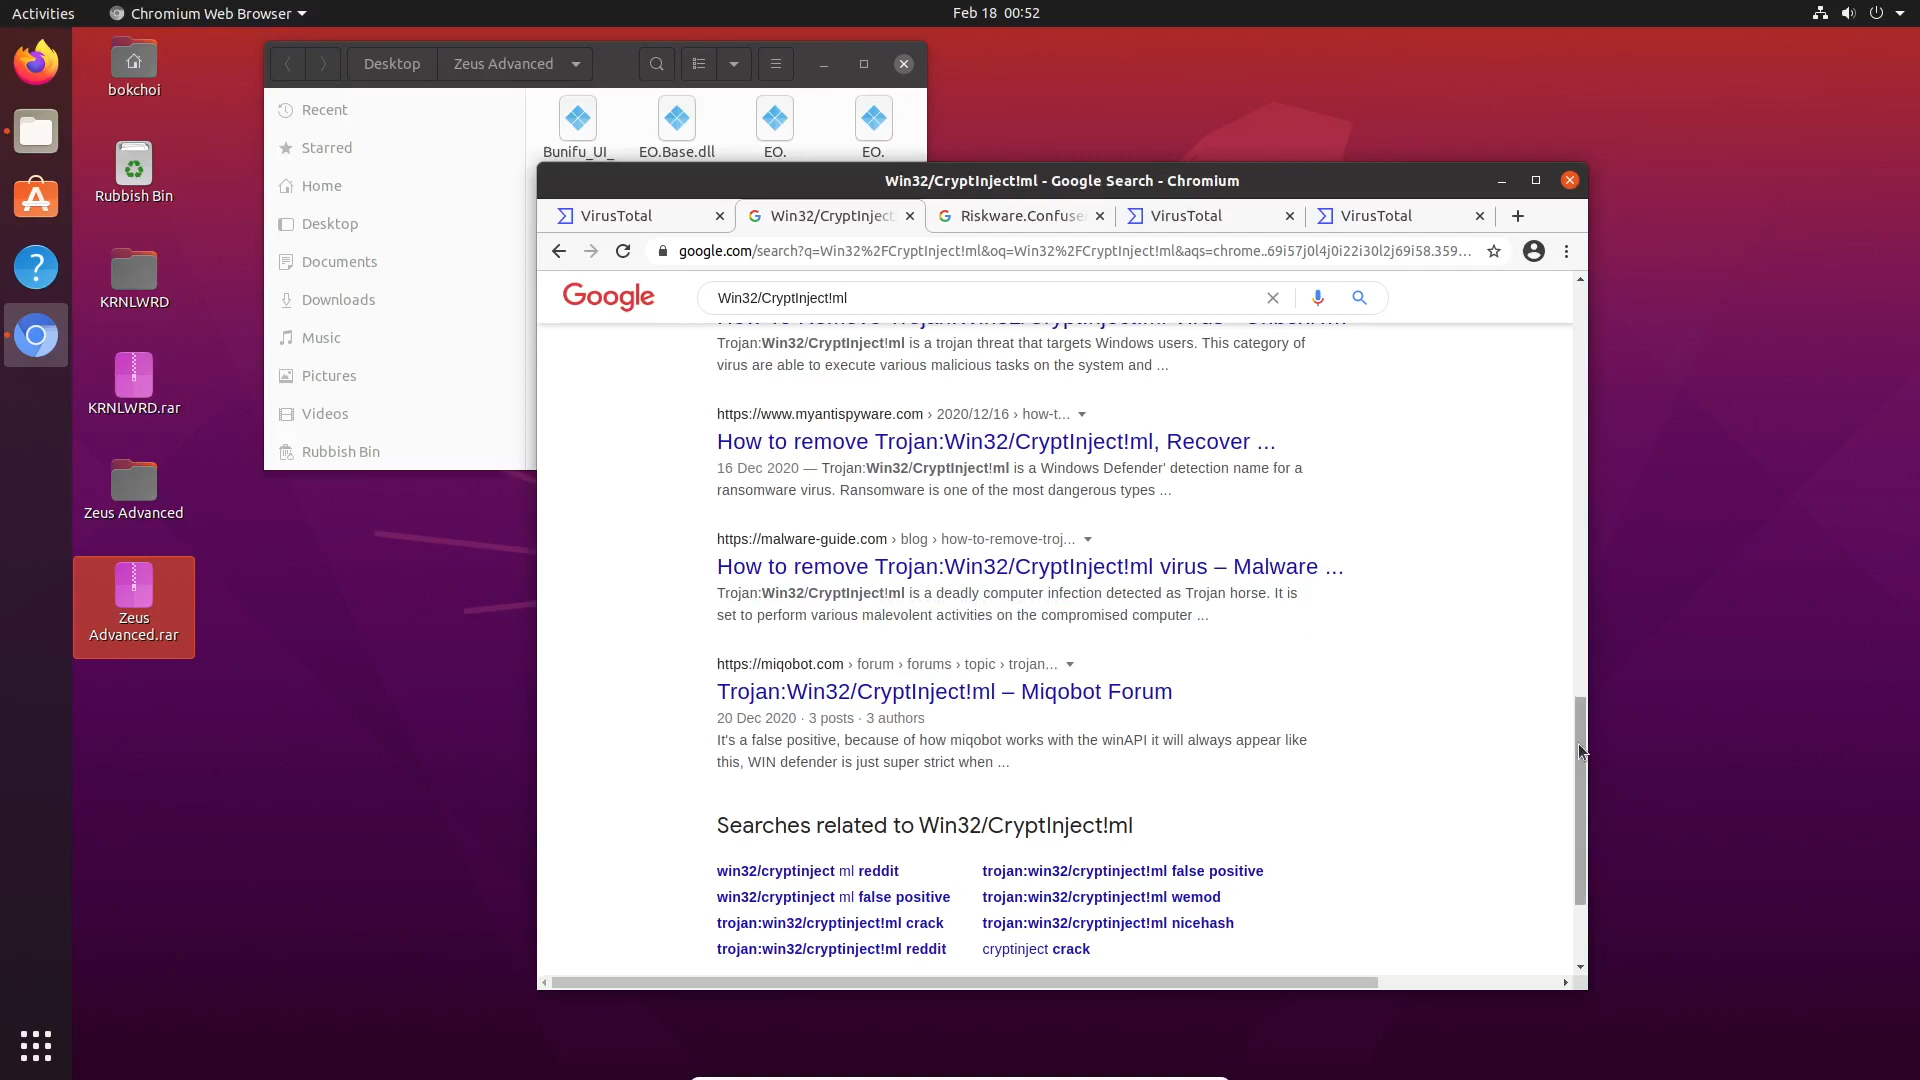 Activities
Chromium Web Browser
Feb 18 00:52
bokchoi
Rubbish Bin
KRNLWRD
KRNLWRD.rar
Zeus Advanced
Zeus
Advanced.rar
Desktop
Zeus Advanced
Recent
Starred
Home
Desktop
Documents
Downloads
Music
Pictures
Videos
Rubbish Bin
Bunifu_UI_
EO.Base.dll
EO.
EO.
Win32/CryptInject!ml - Google Search - Chromium
VirusTotal
Win32/CryptInject
Riskware.Confuse
VirusTotal
VirusTotal
google.com/search?q=Win32%2FCryptInject!ml&oq=Win32%2FCryptInject!ml&aqs=chrome..69i57j0l4j0i22i30l2j69i58.359...
Google
Win32/CryptInject!ml
Trojan:Win32/CryptInject!ml is a trojan threat that targets Windows users. This category of
virus are able to execute various malicious tasks on the system and ...
https://www.myantispyware.com › 2020/12/16 › how-t...
How to remove Trojan:Win32/CryptInject!ml, Recover ...
16 Dec 2020 — Trojan:Win32/CryptInject!ml is a Windows Defender' detection name for a
ransomware virus. Ransomware is one of the most dangerous types ...
https://malware-guide.com › blog › how-to-remove-troj...
How to remove Trojan:Win32/CryptInject!ml virus – Malware ...
Trojan:Win32/CryptInject!ml is a deadly computer infection detected as Trojan horse. It is
set to perform various malevolent activities on the compromised computer ...
https://miqobot.com › forum › forums › topic › trojan...
Trojan:Win32/CryptInject!ml – Miqobot Forum
20 Dec 2020 · 3 posts · 3 authors
It's a false positive, because of how miqobot works with the winAPI it will always appear like
this, WIN defender is just super strict when ...
Searches related to Win32/CryptInject!ml
win32/cryptinject ml reddit
trojan:win32/cryptinject!ml false positive
win32/cryptinject ml false positive
trojan:win32/cryptinject!ml wemod
trojan:win32/cryptinject!ml crack
trojan:win32/cryptinject!ml nicehash
trojan:win32/cryptinject!ml reddit
cryptinject crack